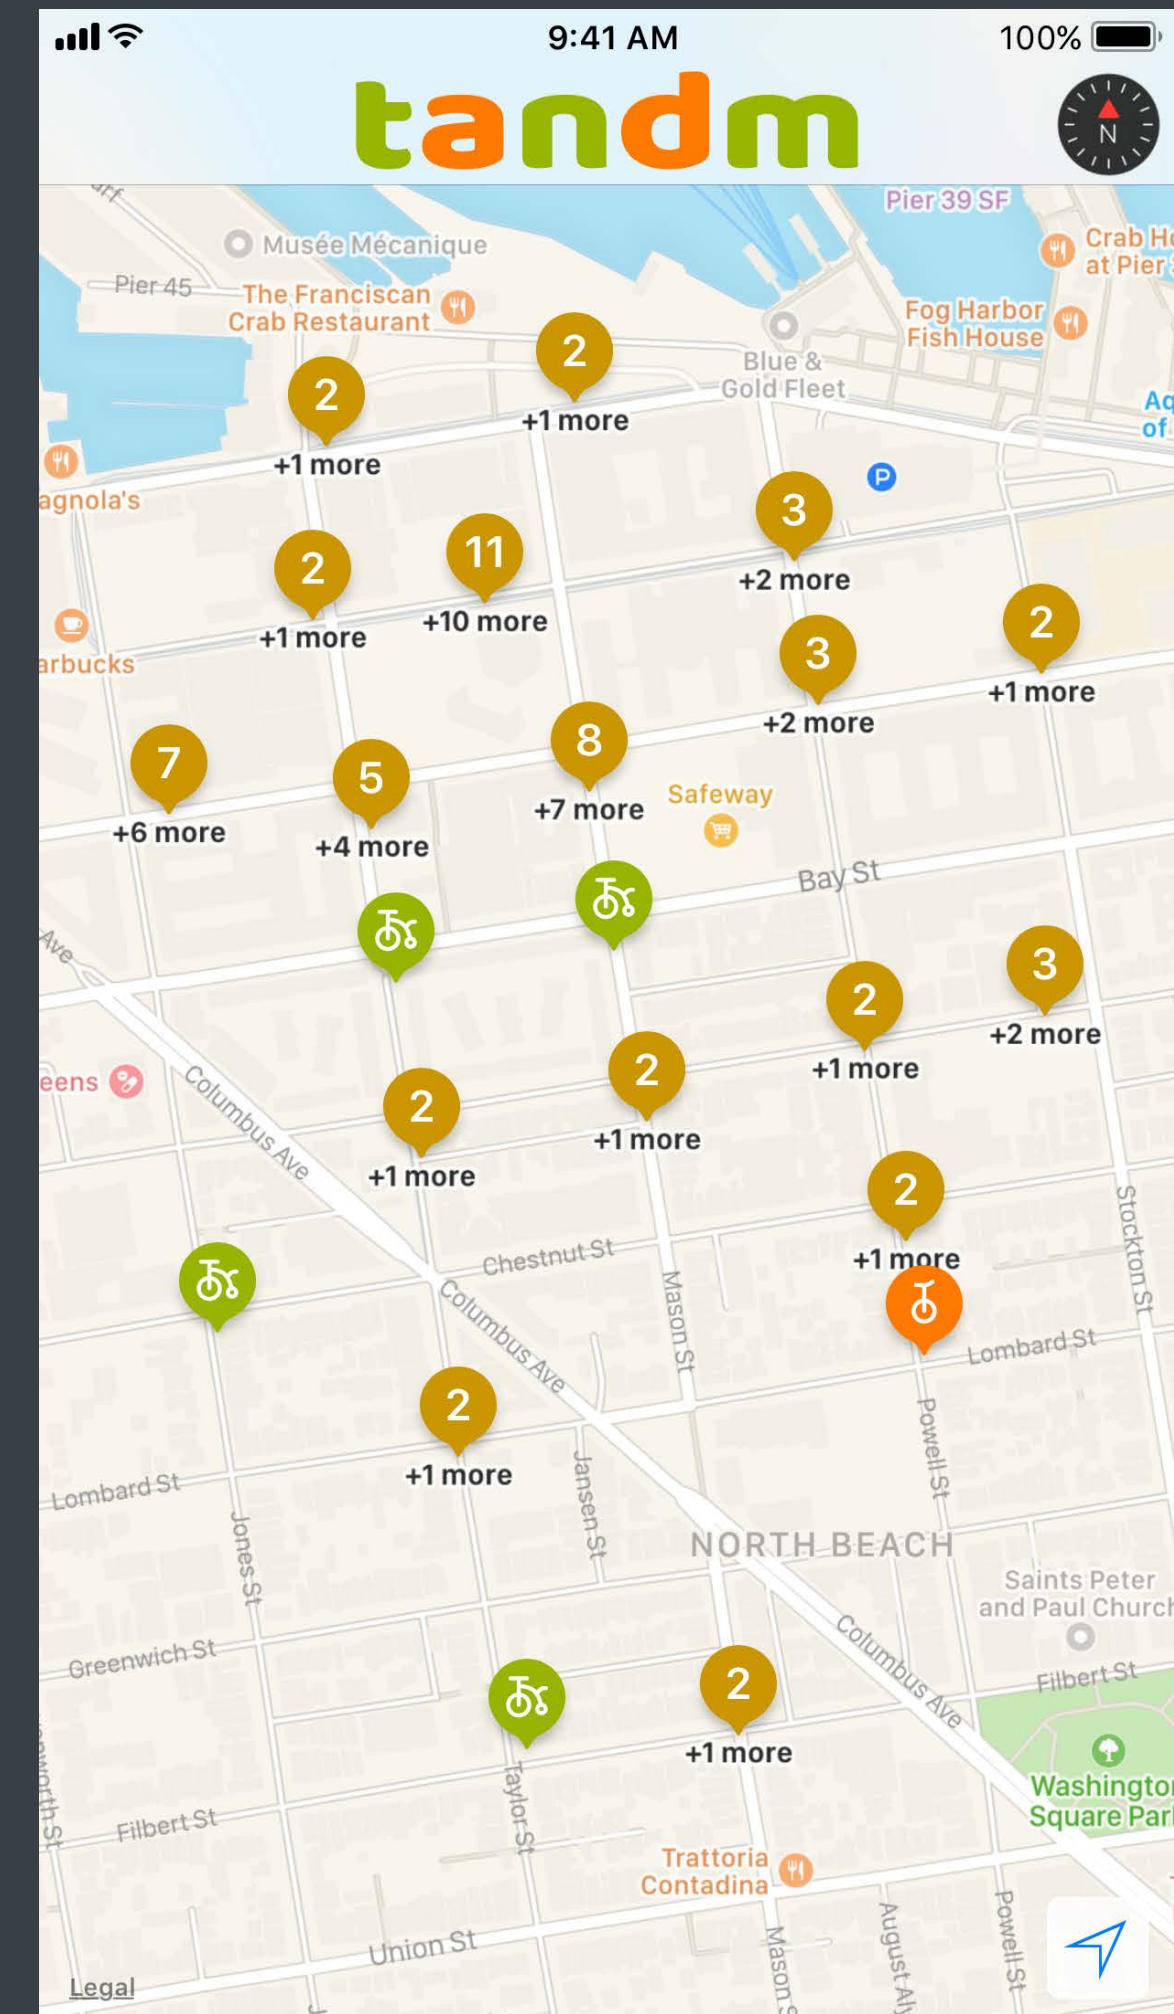 9:41 AM
100%
tandm
N
Pier 39 SF
Musée Mécanique
Crab
at Pier
Pier 45
The Franciscan
Crab Restaurant
Fog Harbor
Fish House
2
+1 more
Blue &
Gold Fleet
2
+1 more
of
agnola's
P
3
+2 more
11
+10 more
2
+1 more
2
+1 more
arbucks
3
+2 more
8
+7 more
7
+6 more
5
+4 more
Safeway
Bay St
Ave
3
+2 more
2
+1 more
2
+1 more
eens
2
+1 more
Columbus Ave
2
+1 more
Stockton St
Chestnut St
Mason St
Columbus Ave
Lombard St
2
+1 more
Powell St
Jansen St
Lombard St
Jones St
NORTH BEACH
Saints Peter
and Paul Church
Greenwich St
Columbus Ave
Filbert St
2
+1 more
Washington
Square Park
Taylor St
Filbert St
Trattoria
Contadina
Union St
Powell St
August Aly
Mason S
Legal